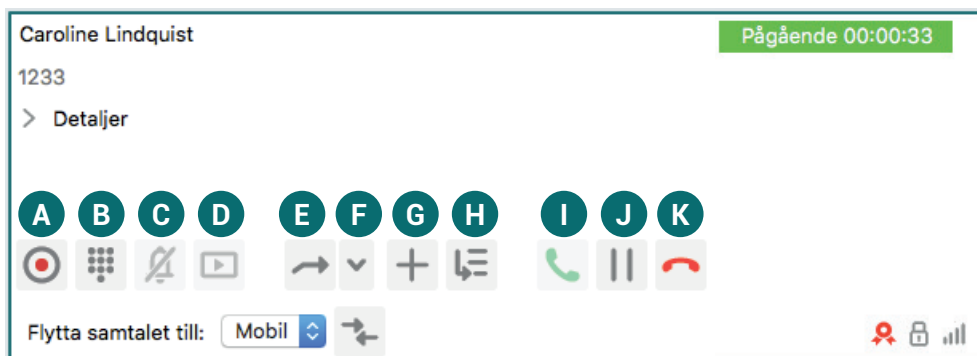 Caroline Lindquist
Pågående 00:00:33
1233
Detaljer
A B C D E F G H I J K
Flytta samtalet till: Mobil